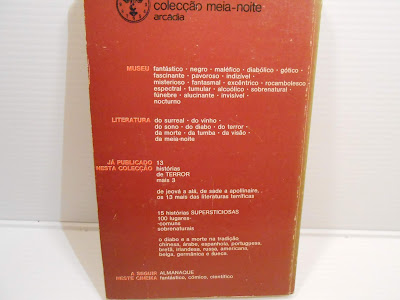 colecção meia-noite
arcádia
MUSEU fantástico · negro · maléfico · diabólico · gótico ·
fascinante · pavoroso · indizível ·
misterioso · fantasmal · excêntrico · rocambolesco
espectral · tumular · alcoólico · sobrenatural ·
fúnebre · alucinante · invisível ·
nocturno
LITERATURA do surreal · do vinho ·
do sono · do diabo · do terror ·
da morte · da tumba · da visão ·
da meia-noite
JÁ PUBLICADO 13
NESTA COLECÇÃO histórias
de TERROR
mais 3
de jeová a alá, de sade a apollinaire,
os 13 mais das literaturas terríficas
15 histórias SUPERSTICIOSAS
100 lugares-
-comuns
sobrenaturais
o diabo e a morte na tradição
chinesa, árabe, espanhola, portuguesa,
bretã, irlandesa, russa, americana,
belga, germânica e sueca.
A SEGUIR ALMANAQUE
NESTE CINEMA fantástico, cómico, científico